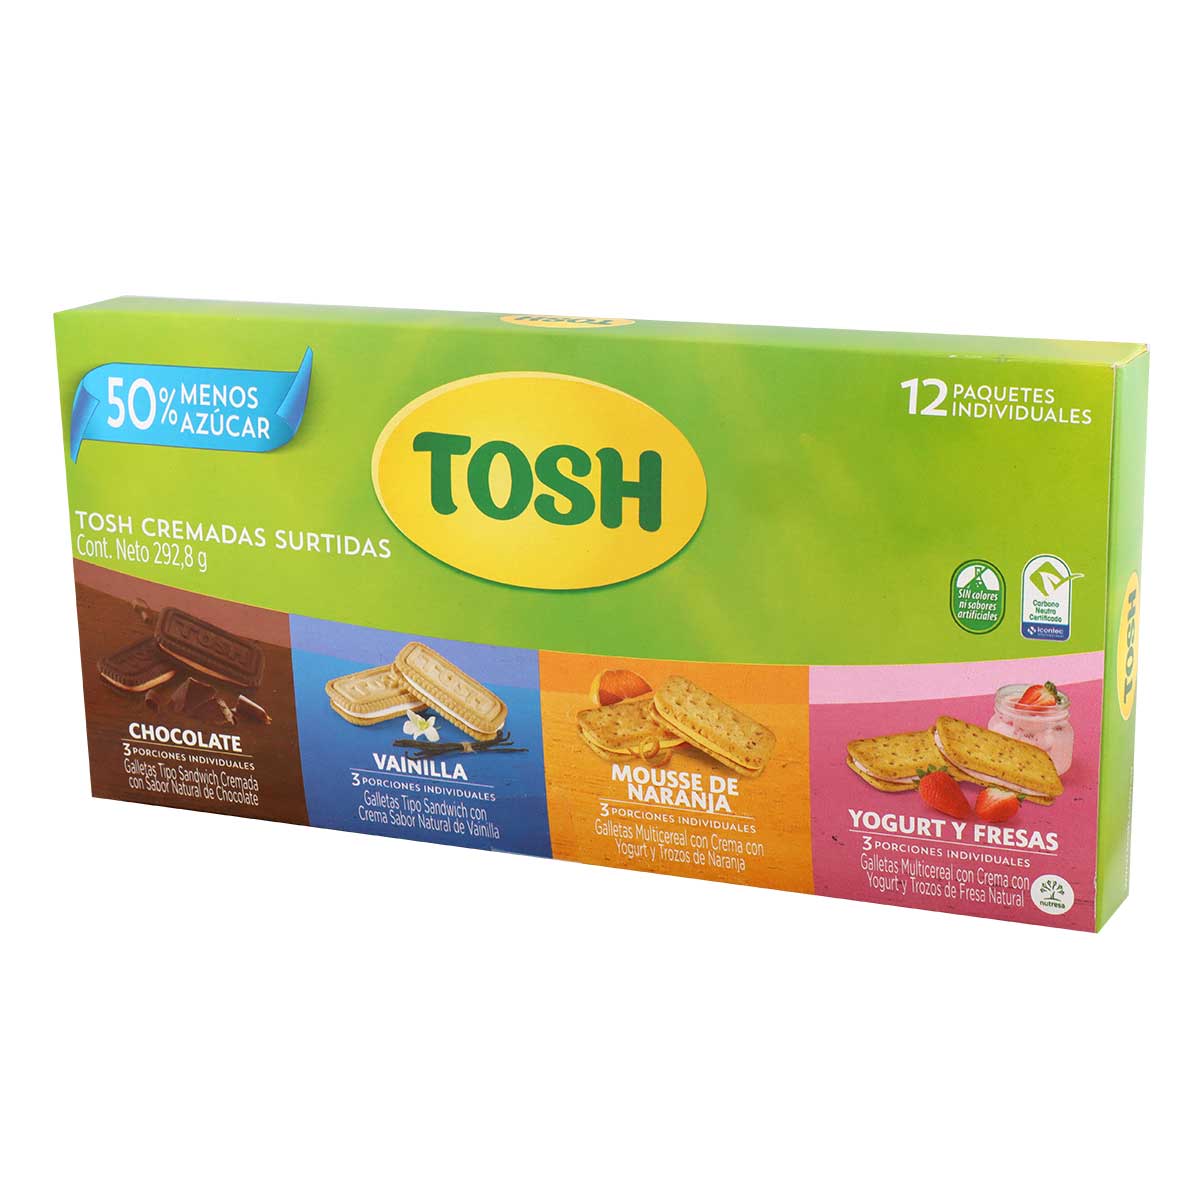 TOSH
50% MENOS
AZÚCAR
TOSH
12 PAQUETES
INDIVIDUALES
TOSH CREMADAS SURTIDAS
Cont. Neto 292,8 g
SIN colores
ni sabores
artificiales
Carbono
Neutro
Certificado
icontec
TOSH
TOSH
CHOCOLATE
3 PORCIONES INDIVIDUALES
Galletas Tipo Sandwich Cremada
con Sabor Natural de Chocolate
VAINILLA
3 PORCIONES INDIVIDUALES
Galletas Tipo Sandwich con
Crema Sabor Natural de Vainilla
MOUSSE DE
NARANJA
3 PORCIONES INDIVIDUALES
Galletas Multicereal con Crema con
Yogurt y Trozos de Naranja
YOGURT Y FRESAS
3 PORCIONES INDIVIDUALES
Galletas Multicereal con Crema con
Yogurt y Trozos de Fresa Natural
nutresa